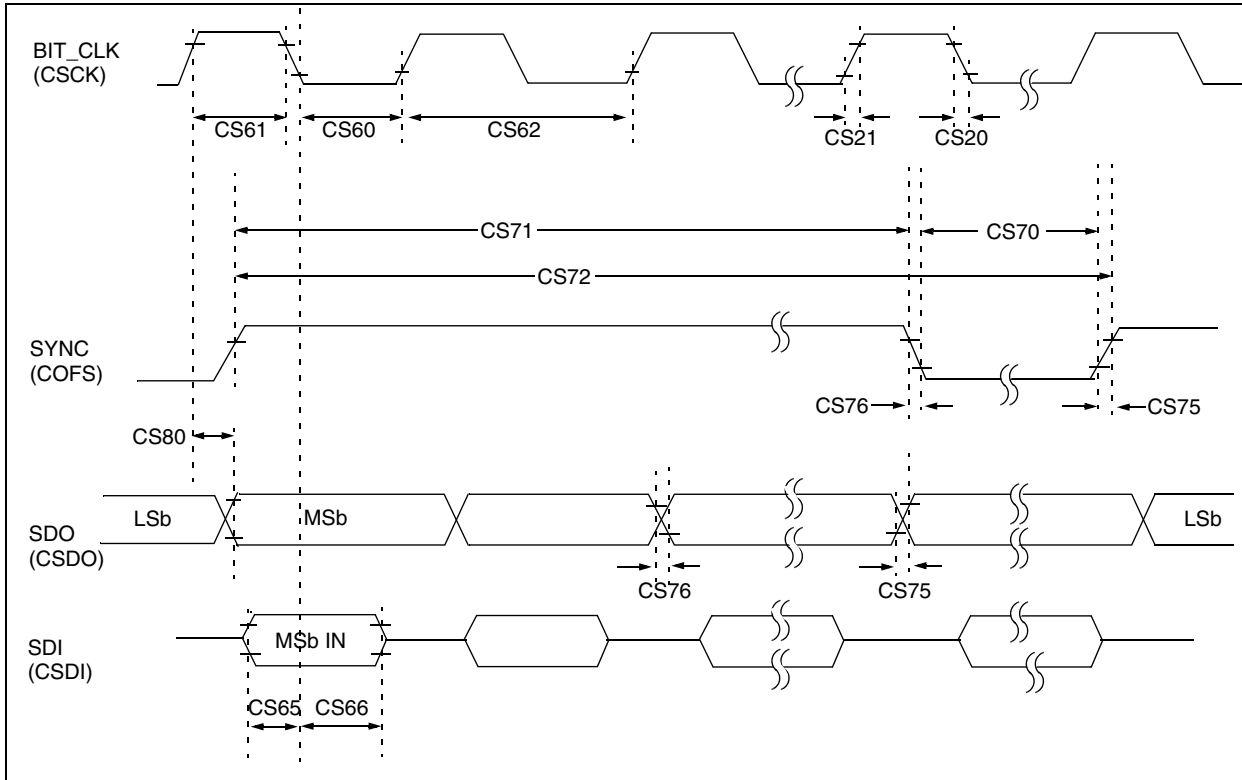 BIT_CLK
(CSCK)
CS61
CS60
CS62
CS21
CS20
CS71
CS70
CS72
SYNC
(COFS)
CS76
CS75
CS80
SDO
(CSDO)
LSb
MSb
LSb
CS76
CS75
SDI
(CSDI)
MSb IN
CS65
CS66